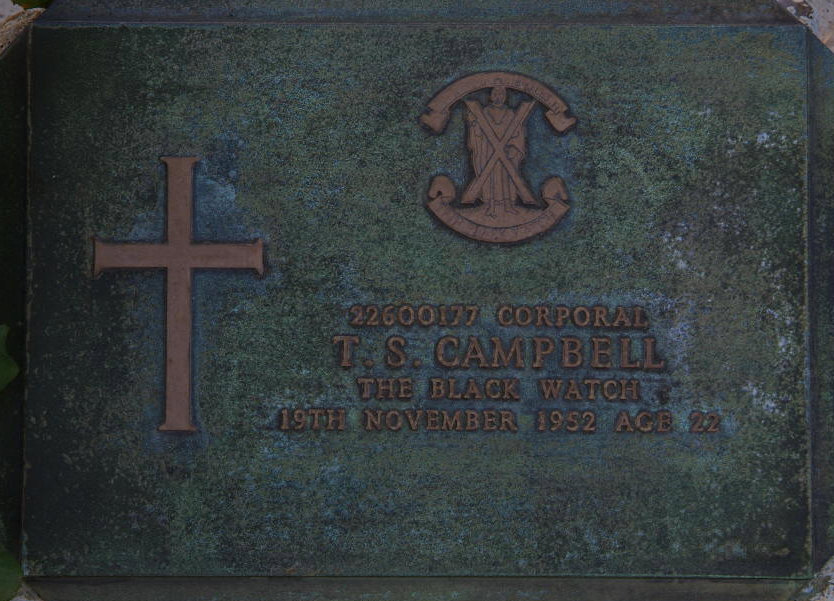 22600177 CORPORAL
T. S. CAMPBELL
THE BLACK WATCH
19TH NOVEMBER 1952 AGE 22